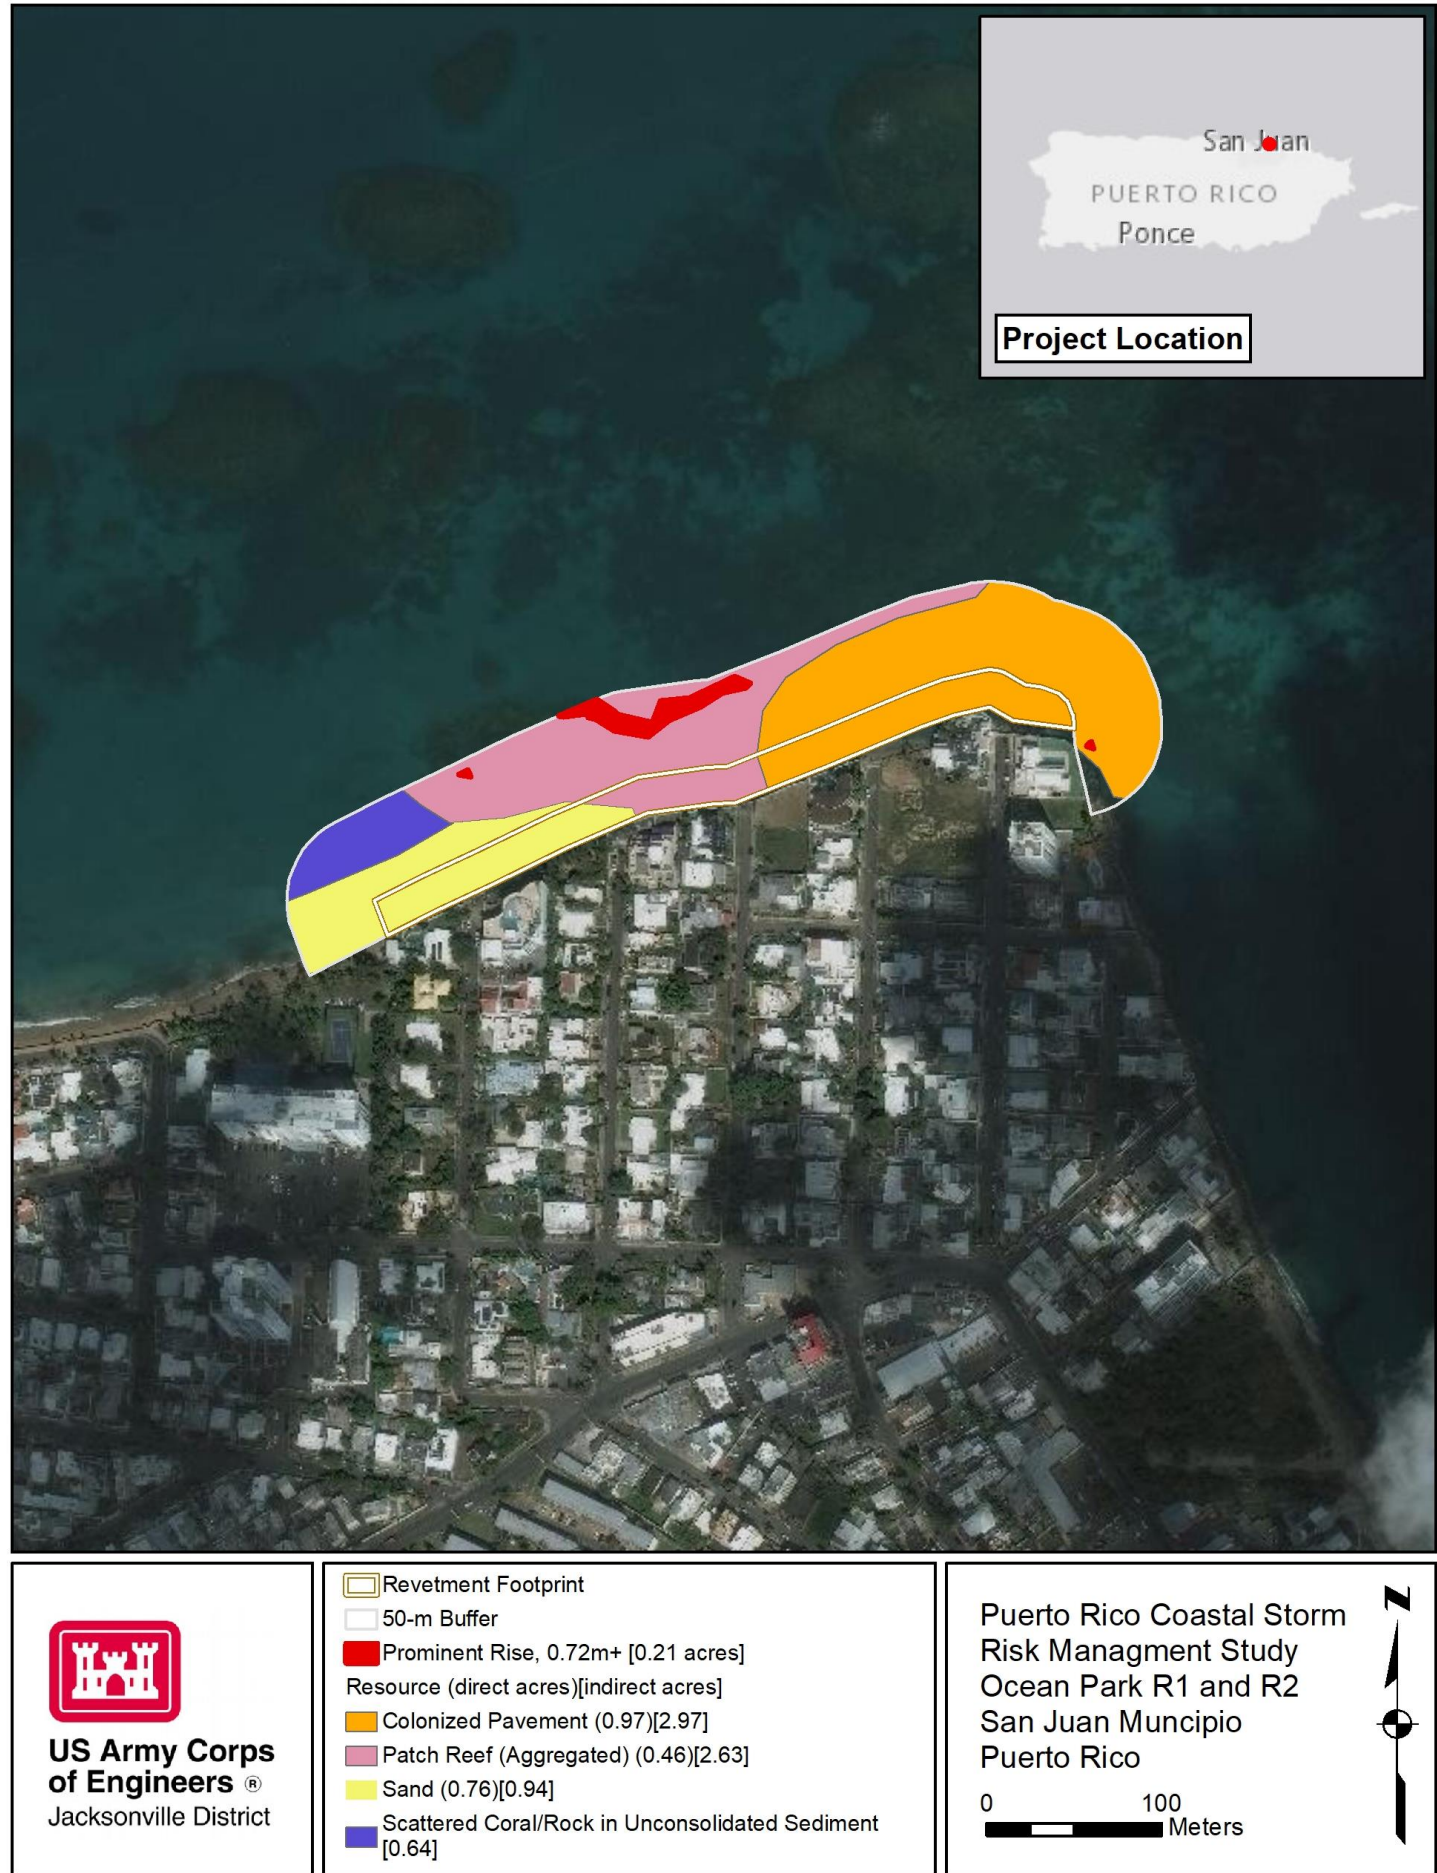 San Juan
PUERTO RICO
Ponce
Project Location
US Army Corps
of Engineers ®
Jacksonville District
Revetment Footprint
50-m Buffer
Prominent Rise, 0.72m+ [0.21 acres]
Resource (direct acres)[indirect acres]
Colonized Pavement (0.97)[2.97]
Patch Reef (Aggregated) (0.46)[2.63]
Sand (0.76)[0.94]
Scattered Coral/Rock in Unconsolidated Sediment
[0.64]
Puerto Rico Coastal Storm
Risk Managment Study
Ocean Park R1 and R2
San Juan Muncipio
Puerto Rico
0 100
Meters
N